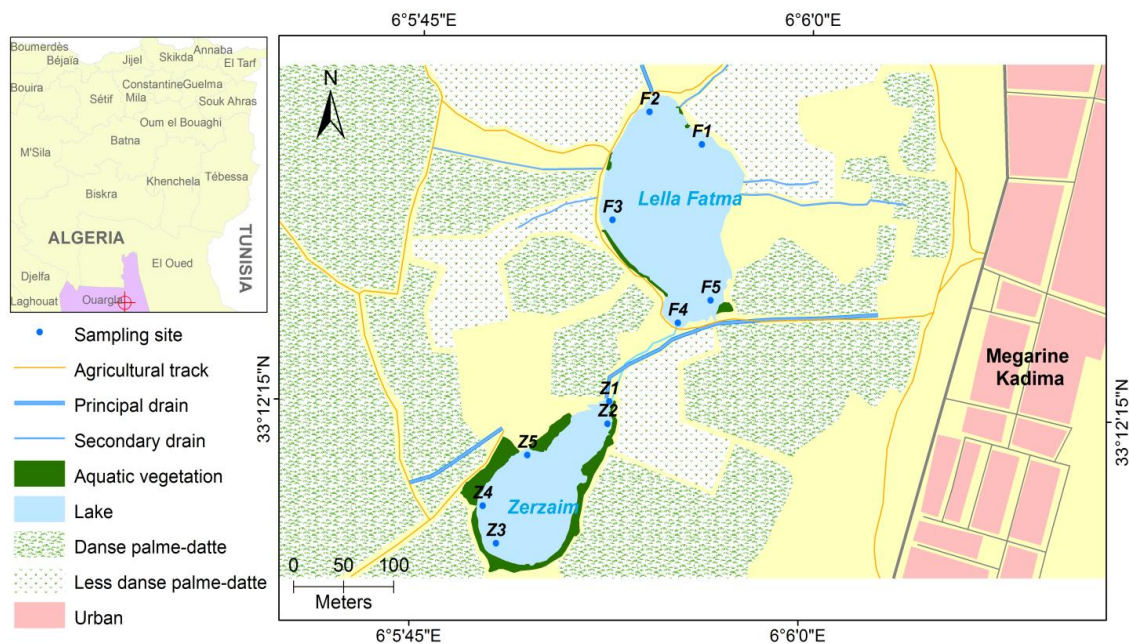 6°5'45"E
6°6'0"E
Boumerdès
Béjaïa
Jijel
Skikda
Annaba
El Tarf
Bouira
Sétif
Constantine
Guelma
Mila
Souk Ahras
Oum el Bouaghi
Batna
M'Sila
Khenchela
Tébessa
Biskra
ALGERIA
TUNISIA
El Oued
Djelfa
Laghouat
Ouargla
Sampling site
Agricultural track
Principal drain
Secondary drain
Aquatic vegetation
Lake
Danse palme-datte
Less danse palme-datte
Urban
N
F2
F1
Lella Fatma
F3
F5
F4
Z1
Z2
Z5
Z4
Zerzaim
Z3
Megarine
Kadima
33°12'15"N
33°12'15"N
0 50 100
Meters
6°5'45"E
6°6'0"E